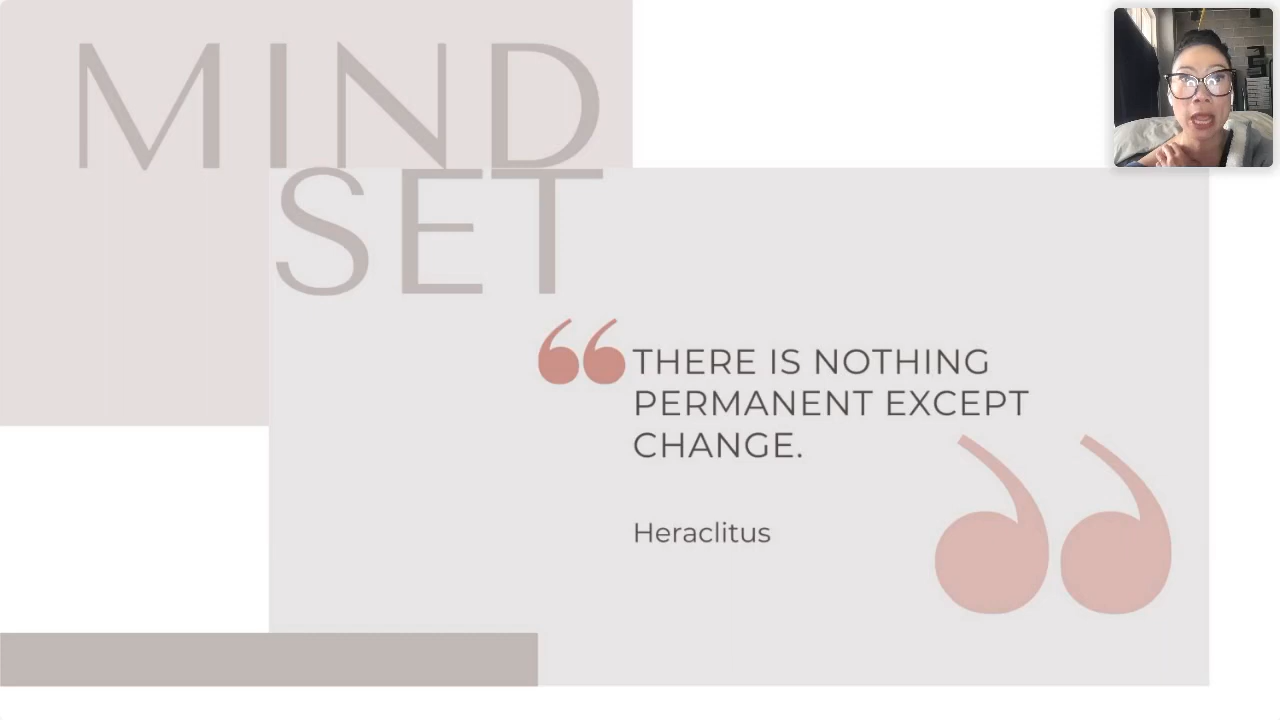 MIND
SET
“THERE IS NOTHING
PERMANENT EXCEPT
CHANGE.
Heraclitus
”